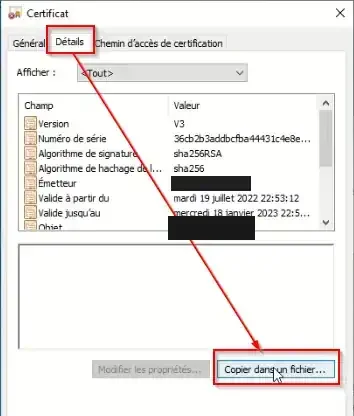 Certificat
Général Détails Chemin d'accès de certification
Afficher : <Tout>
Champ Valeur
Version V3
Numéro de série 36cb2b3addbcfba44431c4e8e...
Algorithme de signature sha256RSA
Algorithme de hachage de l... sha256
Émetteur
Valide à partir du mardi 19 juillet 2022 22:53:12
Valide jusqu'au mercredi 18 janvier 2023 22:5...
Objet
Modifier les propriétés... Copier dans un fichier...